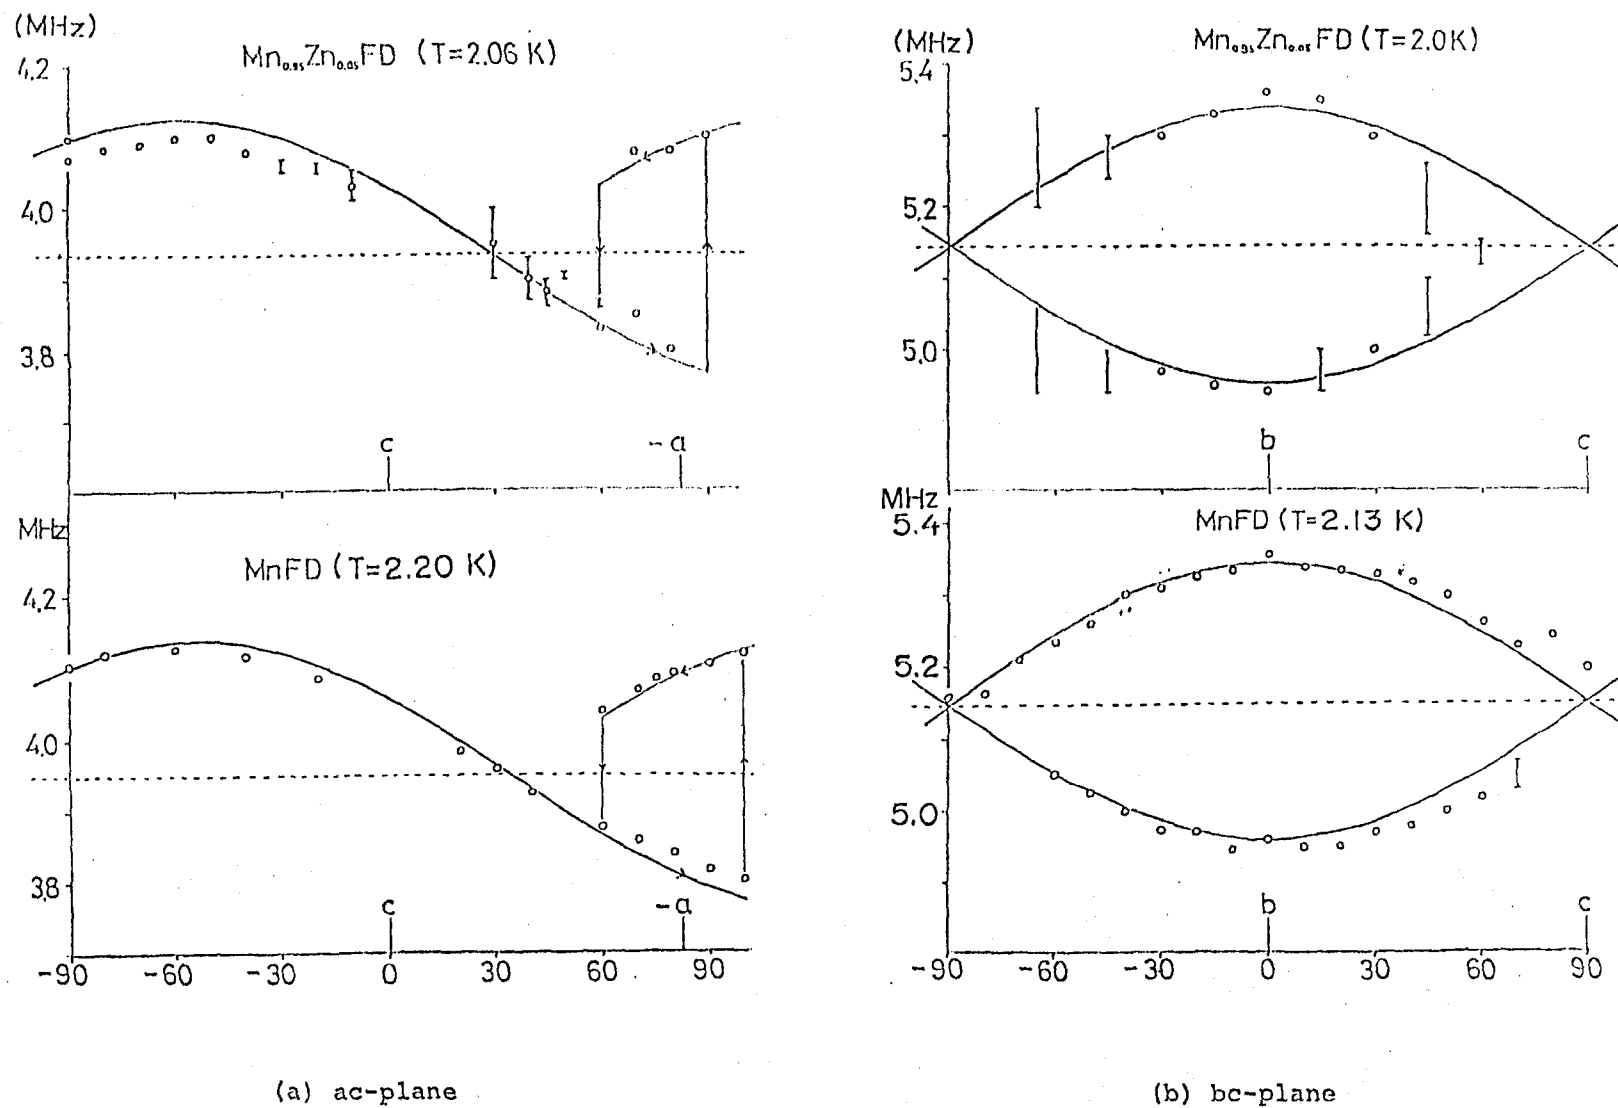 (MHz)
Mn₀.₉₅Zn₀.₀₅FD (T=2.06 K)
4.2
4.0
3.8
c
-a
MHz
MnFD (T=2.20 K)
4.2
4.0
3.8
c
-a
-90 -60 -30 0 30 60 90
(a) ac-plane
(MHz)
Mn₀.₉₅Zn₀.₀₅FD (T=2.0K)
5.4
5.2
5.0
b
c
MHz
5.4
MnFD (T=2.13 K)
5.2
5.0
b
c
-90 -60 -30 0 30 60 90
(b) bc-plane